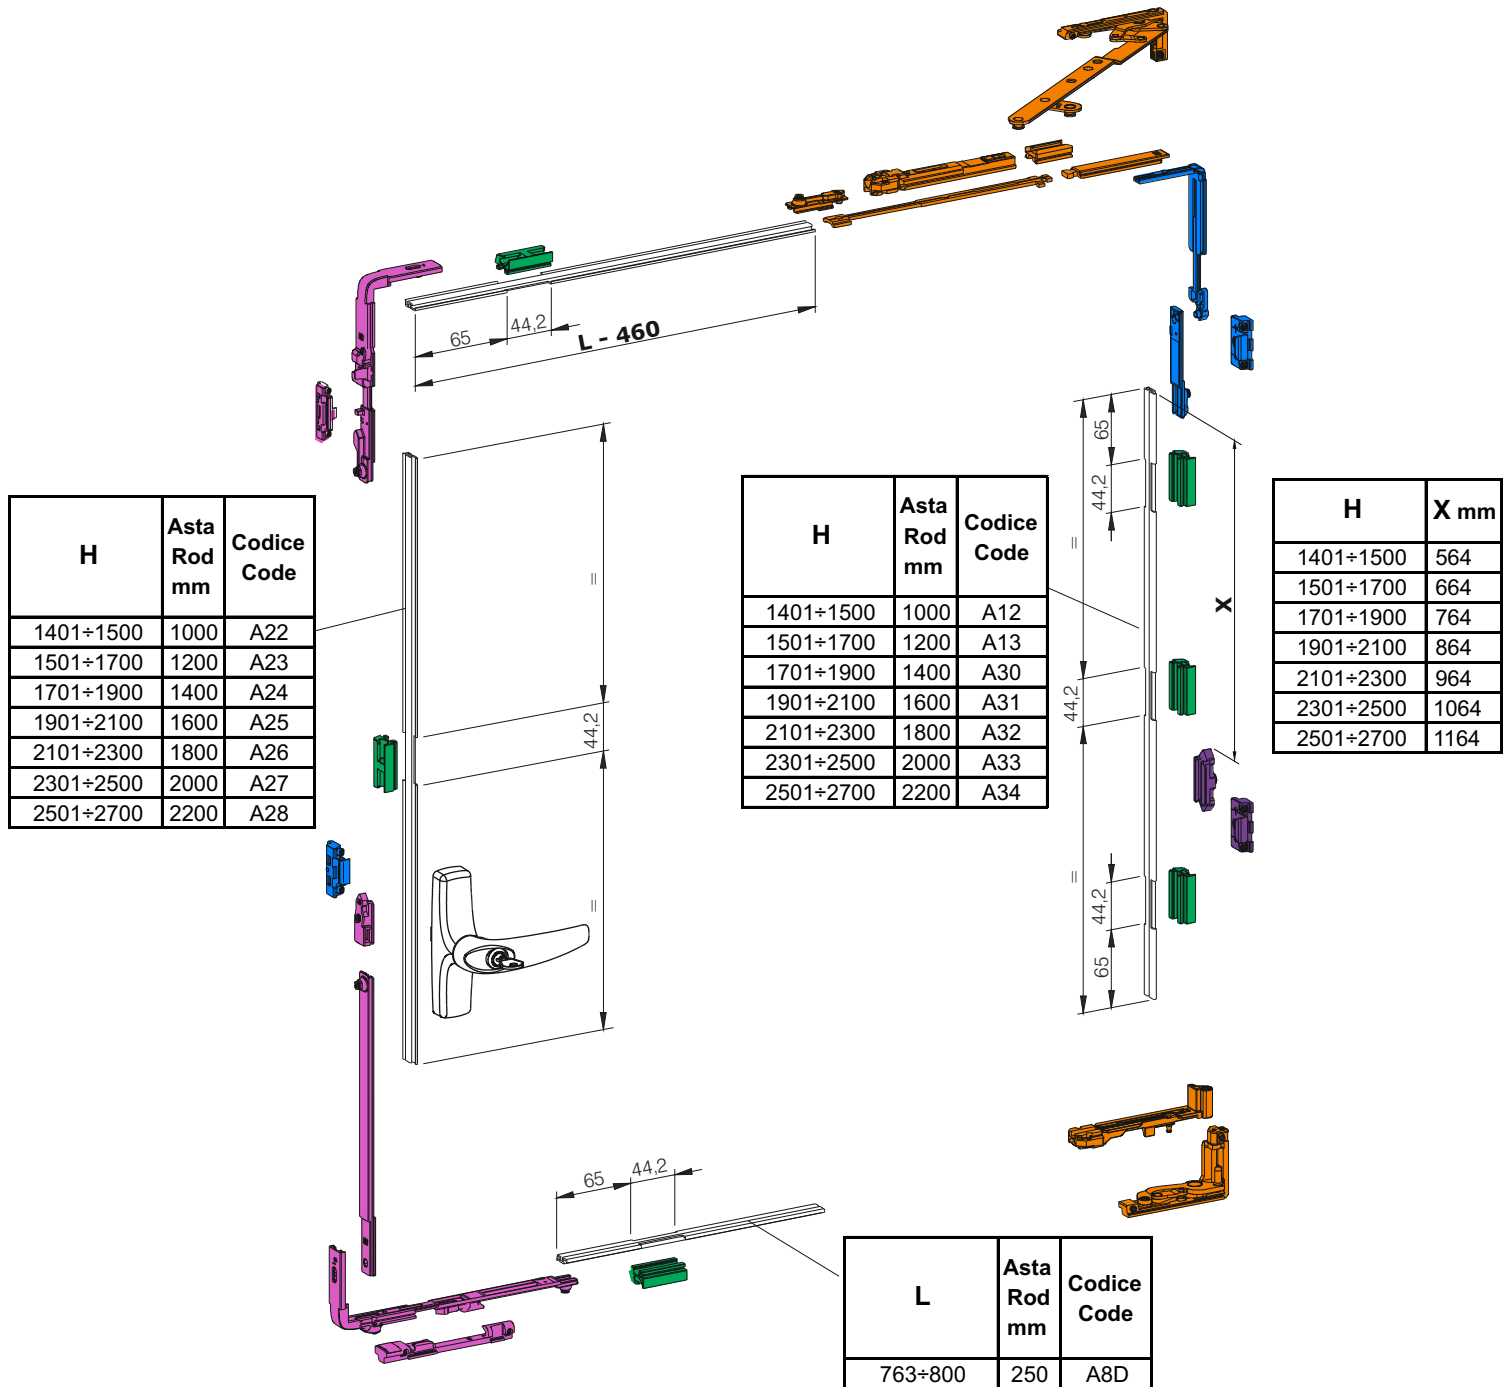 65
44,2
L - 460
H
Asta Rod mm
Codice Code
1401÷1500 1000 A22
1501÷1700 1200 A23
1701÷1900 1400 A24
1901÷2100 1600 A25
2101÷2300 1800 A26
2301÷2500 2000 A27
2501÷2700 2200 A28
=
44,2
=
H
Asta Rod mm
Codice Code
1401÷1500 1000 A12
1501÷1700 1200 A13
1701÷1900 1400 A30
1901÷2100 1600 A31
2101÷2300 1800 A32
2301÷2500 2000 A33
2501÷2700 2200 A34
65
44,2
=
44,2
=
44,2
65
X
H X mm
1401÷1500 564
1501÷1700 664
1701÷1900 764
1901÷2100 864
2101÷2300 964
2301÷2500 1064
2501÷2700 1164
65
44,2
L
Asta Rod mm
Codice Code
763÷800 250 A8D